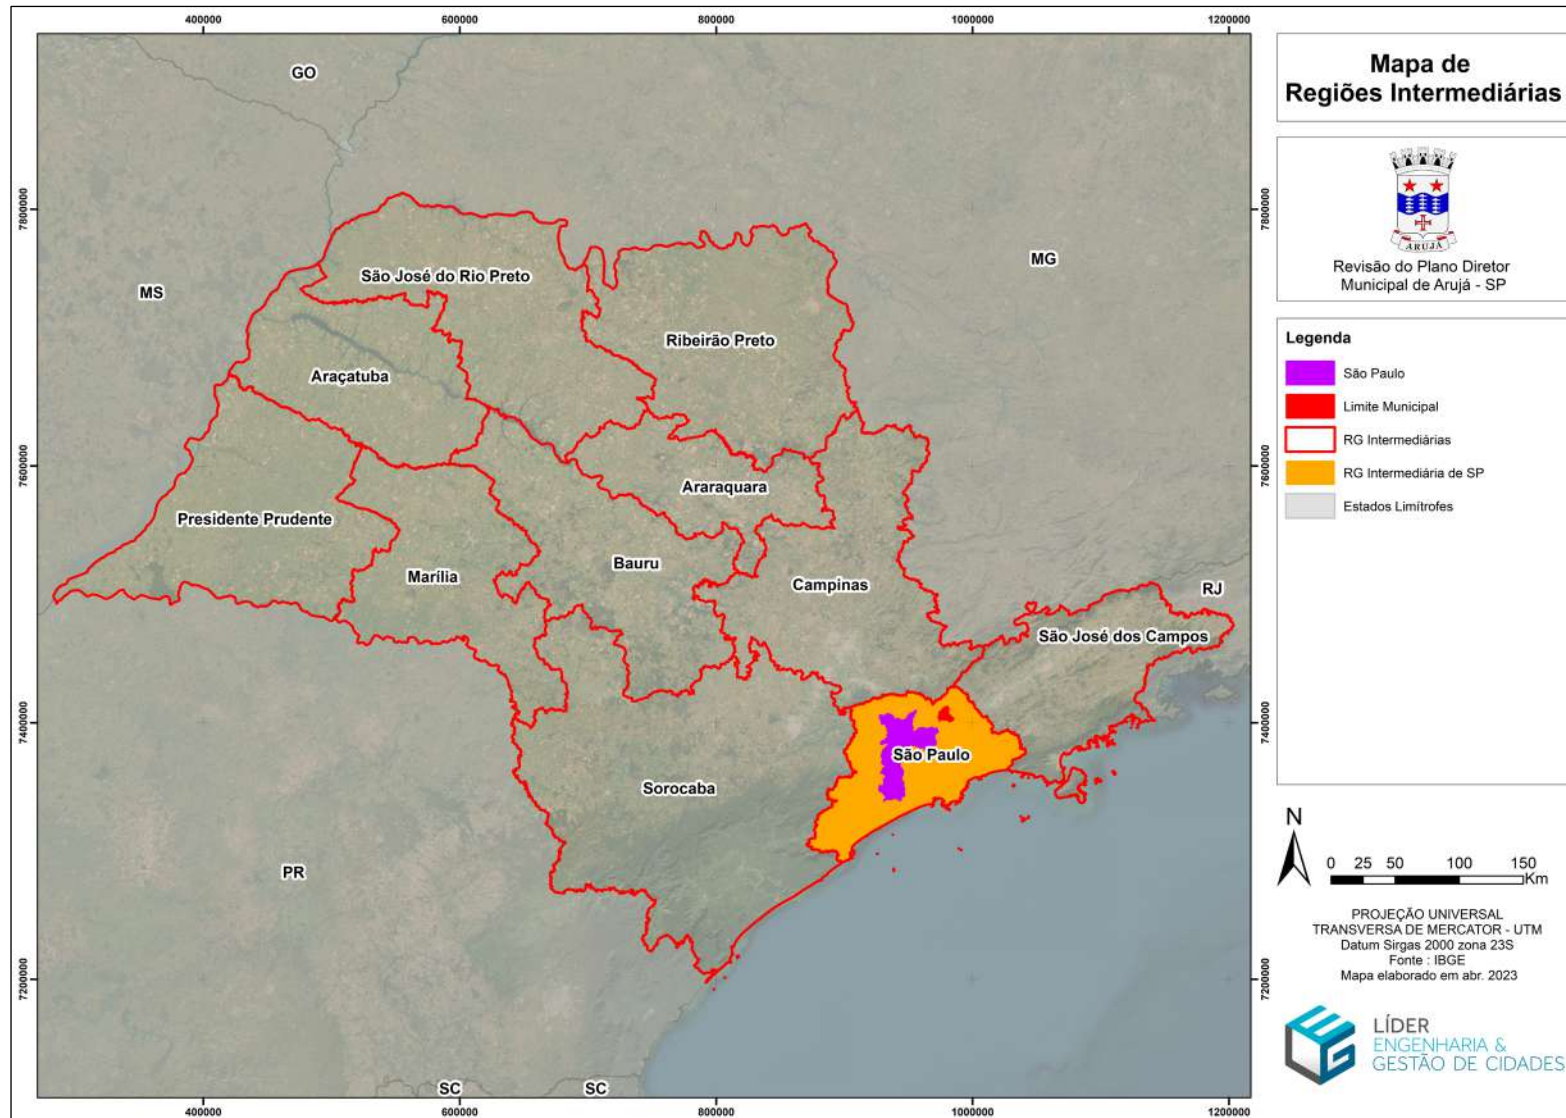 400000
600000
800000
1000000
1200000
GO
MS
MG
São José do Rio Preto
Ribeirão Preto
Araçatuba
Araraquara
Presidente Prudente
Marília
Bauru
Campinas
RJ
São José dos Campos
São Paulo
Sorocaba
PR
SC
SC
7800000
7600000
7400000
7200000
7800000
7600000
7400000
7200000
400000
600000
800000
1000000
1200000
Mapa de
Regiões Intermediárias
ARUJÁ
Revisão do Plano Diretor
Municipal de Arujá - SP
Legenda
São Paulo
Limite Municipal
RG Intermediárias
RG Intermediária de SP
Estados Limítrofes
N
0 25 50 100 150
Km
PROJEÇÃO UNIVERSAL
TRANSVERSA DE MERCATOR - UTM
Datum Sirgas 2000 zona 23S
Fonte : IBGE
Mapa elaborado em abr. 2023
LÍDER
ENGENHARIA &
GESTÃO DE CIDADES